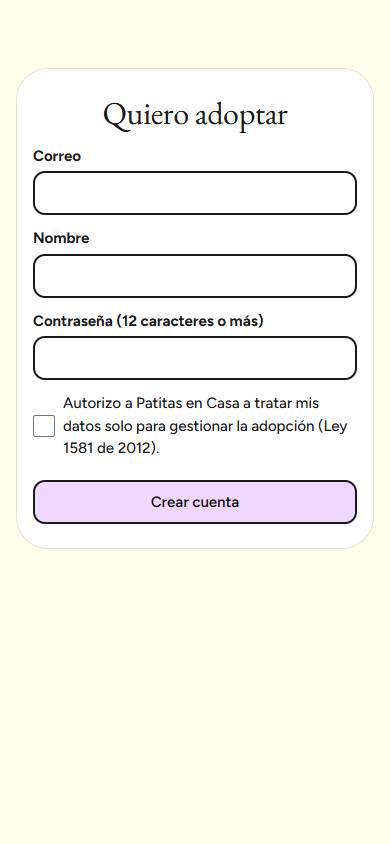 Quiero adoptar
Correo
Nombre
Contraseña (12 caracteres o más)
Autorizo a Patitas en Casa a tratar mis
datos solo para gestionar la adopción (Ley
1581 de 2012).
Crear cuenta